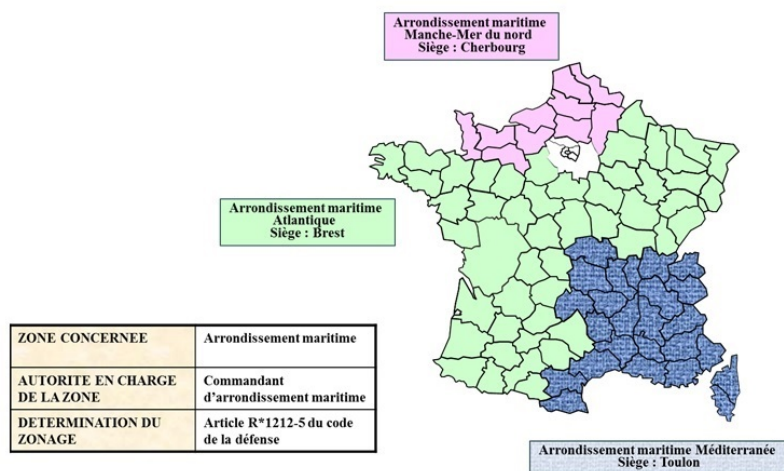 Arrondissement maritime
Manche-Mer du nord
Siège : Cherbourg
Arrondissement maritime
Atlantique
Siège : Brest
ZONE CONCERNEE
Arrondissement maritime
AUTORITE EN CHARGE
DE LA ZONE
Commandant
d'arrondissement maritime
DETERMINATION DU
ZONAGE
Article R*1212-5 du code
de la défense
Arrondissement maritime Méditerranée
Siège : Toulon